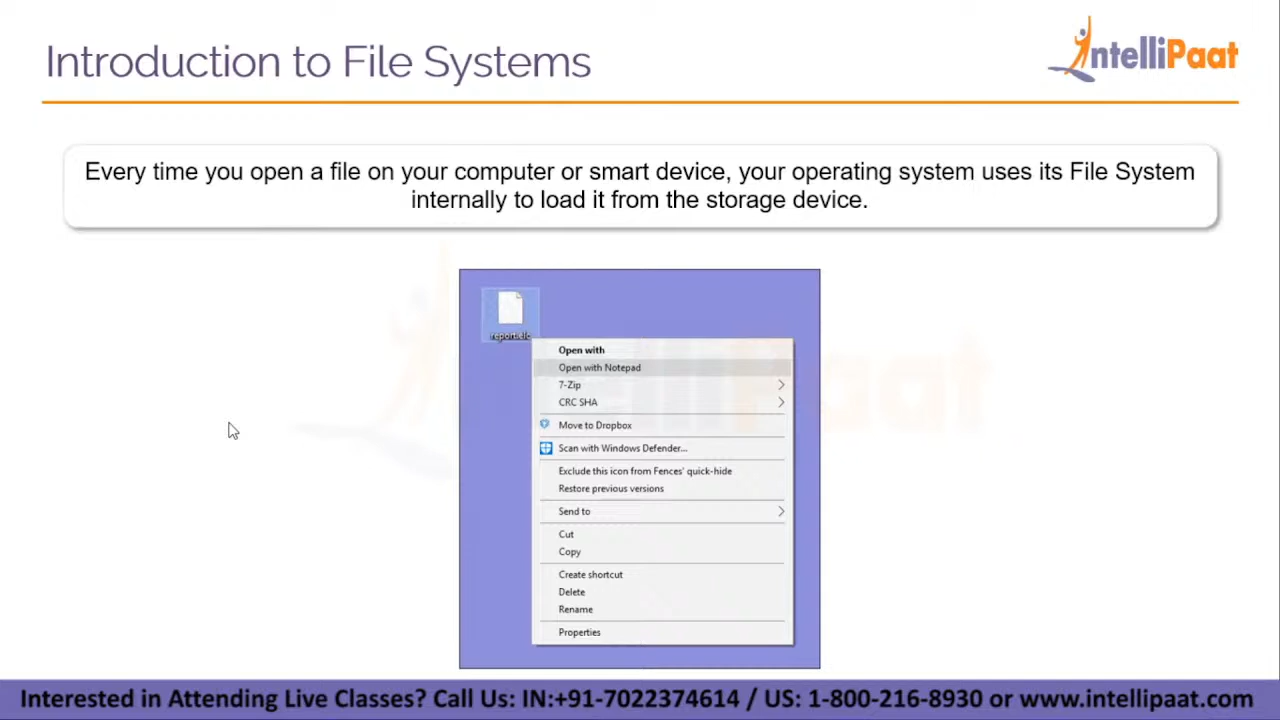 Introduction to File Systems
IntelliPaat
Every time you open a file on your computer or smart device, your operating system uses its File System
internally to load it from the storage device.
Open with
Open with Notepad
7-Zip
CRC SHA
Move to Dropbox
Scan with Windows Defender...
Exclude this icon from Fences' quick-hide
Restore previous versions
Send to
Cut
Copy
Create shortcut
Delete
Rename
Properties
Interested in Attending Live Classes? Call Us: IN:+91-7022374614 / US: 1-800-216-8930 or www.intellipaat.com